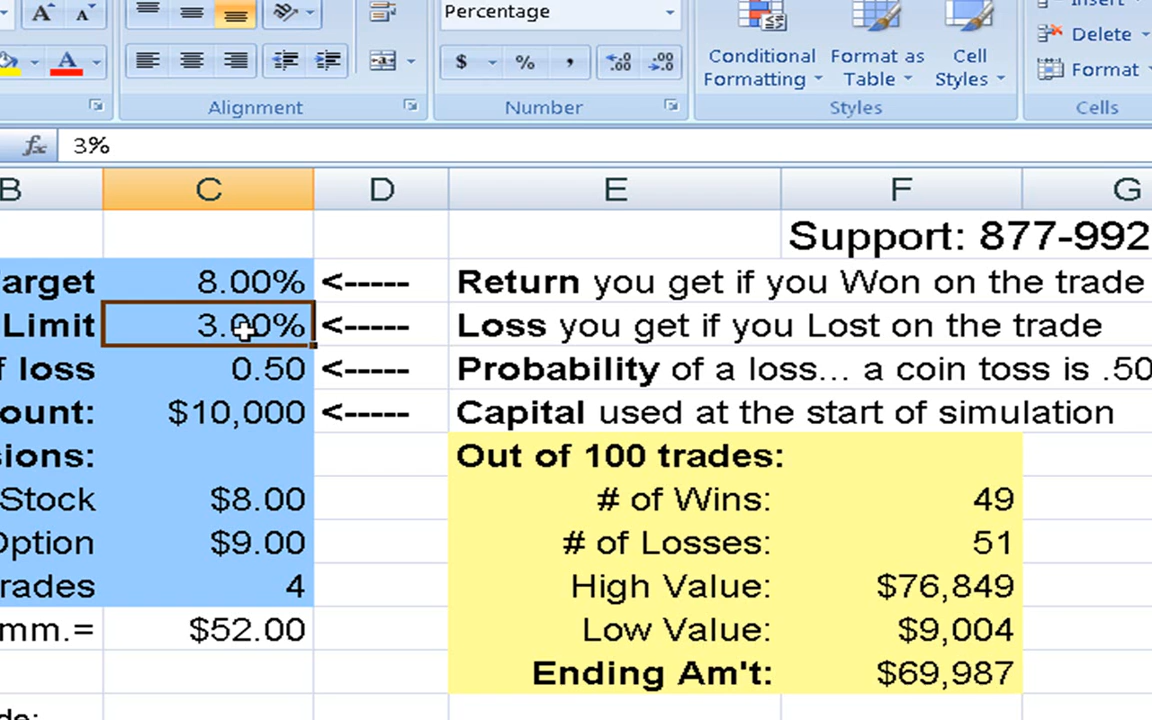 A A Percentage Insert
Conditional Format as Cell Delete
A $ % , .00 .00 Formatting Table Styles Format
Alignment Number Styles Cells
fx 3%
B C D E F G
Support: 877-992
arget 8.00% <----- Return you get if you Won on the trade
Limit 3.00% <----- Loss you get if you Lost on the trade
f loss 0.50 <----- Probability of a loss... a coin toss is .50
ount: $10,000 <----- Capital used at the start of simulation
sions: Out of 100 trades:
Stock $8.00 # of Wins: 49
Option $9.00 # of Losses: 51
rades 4 High Value: $76,849
mm.= $52.00 Low Value: $9,004
Ending Am't: $69,987
de: